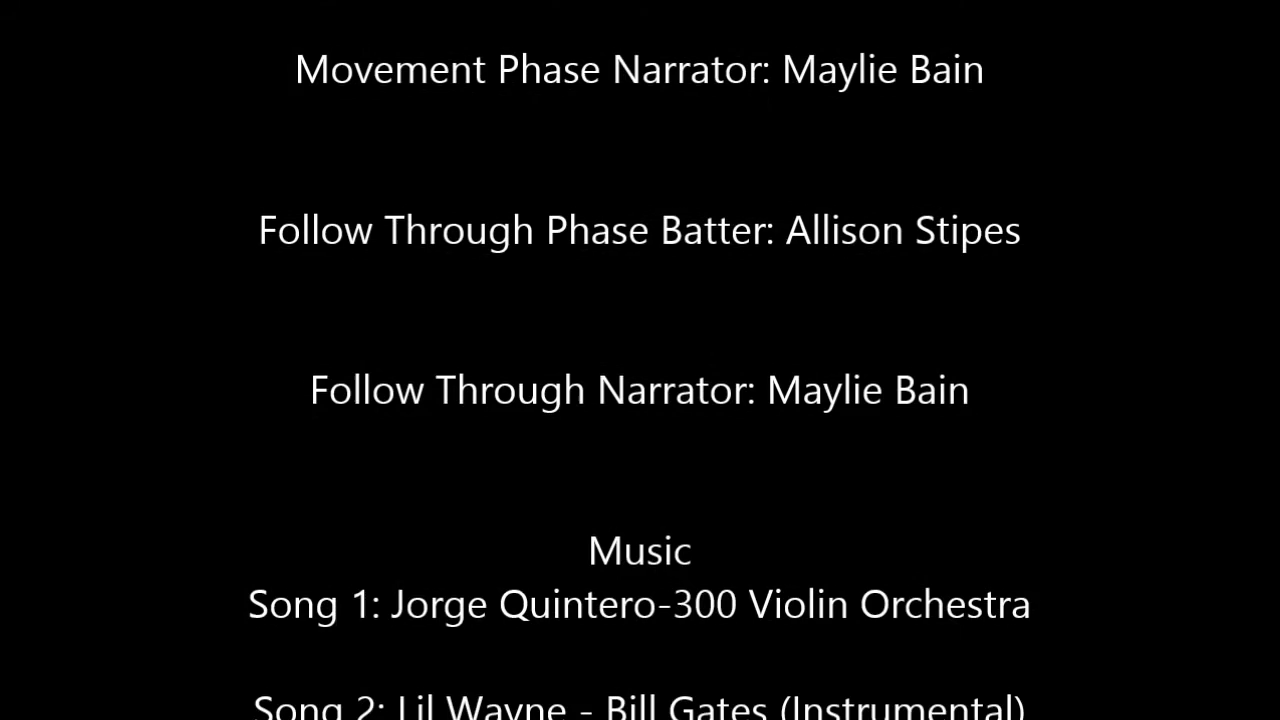 Movement Phase Narrator: Maylie Bain
Follow Through Phase Batter: Allison Stipes
Follow Through Narrator: Maylie Bain
Music
Song 1: Jorge Quintero-300 Violin Orchestra
Song 2: Lil Wayne - Bill Gates (Instrumental)